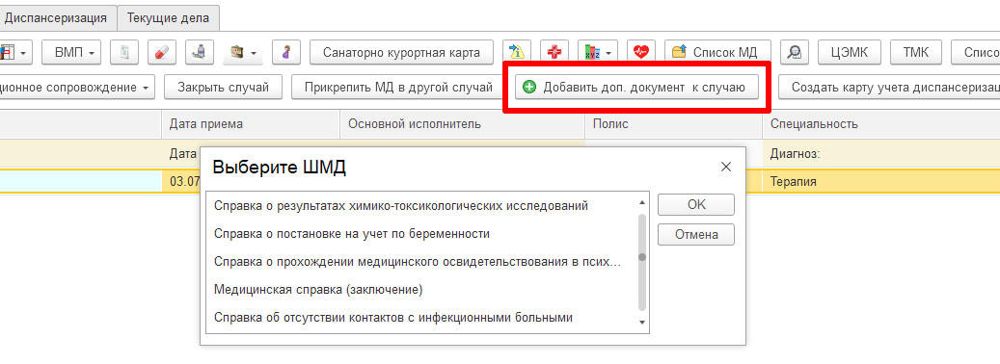 Диспансеризация Текущие дела
ВМП Санаторно курортная карта Список МД ЦЭМК ТМК Списо
ционное сопровождение Закрыть случай Прикрепить МД в другой случай Добавить доп. документ к случаю Создать карту учета диспансеризац
Дата приема Основной исполнитель Полис Специальность
Дата Диагноз:
03.07 Терапия
Выберите ШМД
Справка о результатах химико-токсикологических исследований
OK
Справка о постановке на учет по беременности
Отмена
Справка о прохождении медицинского освидетельствования в псих...
Медицинская справка (заключение)
Справка об отсутствии контактов с инфекционными больными